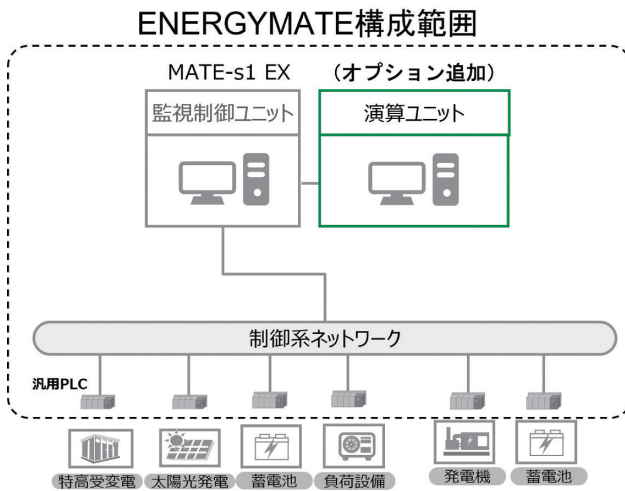 ENERGYMATE構成範囲
MATE-s1 EX
(オプション追加)
監視制御ユニット
演算ユニット
制御系ネットワーク
汎用PLC
特高受変電
太陽光発電
蓄電池
負荷設備
発電機
蓄電池